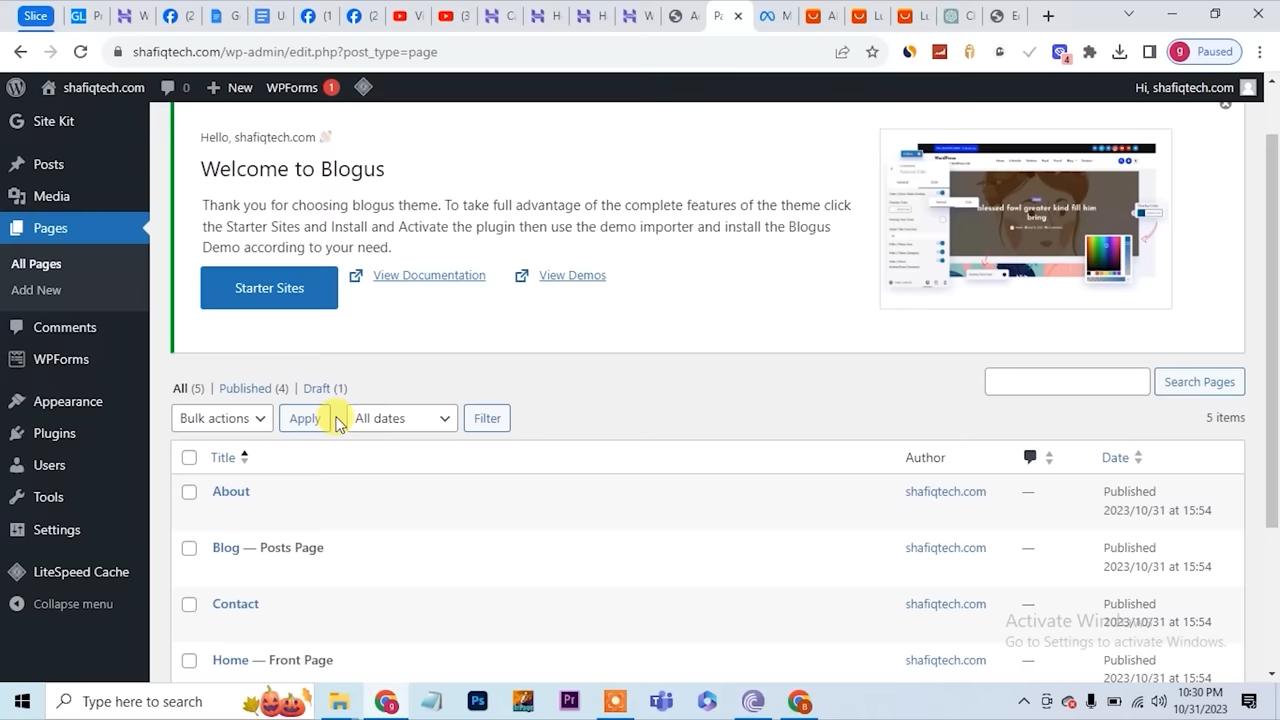 Slice
shafiqtech.com/wp-admin/edit.php?post_type=page
4
g
Paused
shafiqtech.com
0
New
WPForms
1
Hi, shafiqtech.com
Site Kit
Posts
Media
Pages
All Pages
Add New
Comments
WPForms
Appearance
Plugins
Users
Tools
Settings
LiteSpeed Cache
Collapse menu
Hello, shafiqtech.com
Welcome to Blogus
Thank you for choosing blogus theme. To take full advantage of the complete features of the theme click
the Starter Sites and install and Activate the plugin then use the demo importer and install the Blogus
Demo according to your need.
Starter Sites
View Documentation
View Demos
blessed fowl greater kind fill him
bring
All (5) | Published (4) | Draft (1)
Search Pages
Bulk actions
Apply
All dates
Filter
5 items
Title
Author
Date
About
shafiqtech.com
—
Published
2023/10/31 at 15:54
Blog — Posts Page
shafiqtech.com
—
Published
2023/10/31 at 15:54
Contact
shafiqtech.com
—
Published
2023/10/31 at 15:54
Home — Front Page
shafiqtech.com
—
Published
Activate Windows
Go to Settings to activate Windows.
Type here to search
10:30 PM
10/31/2023